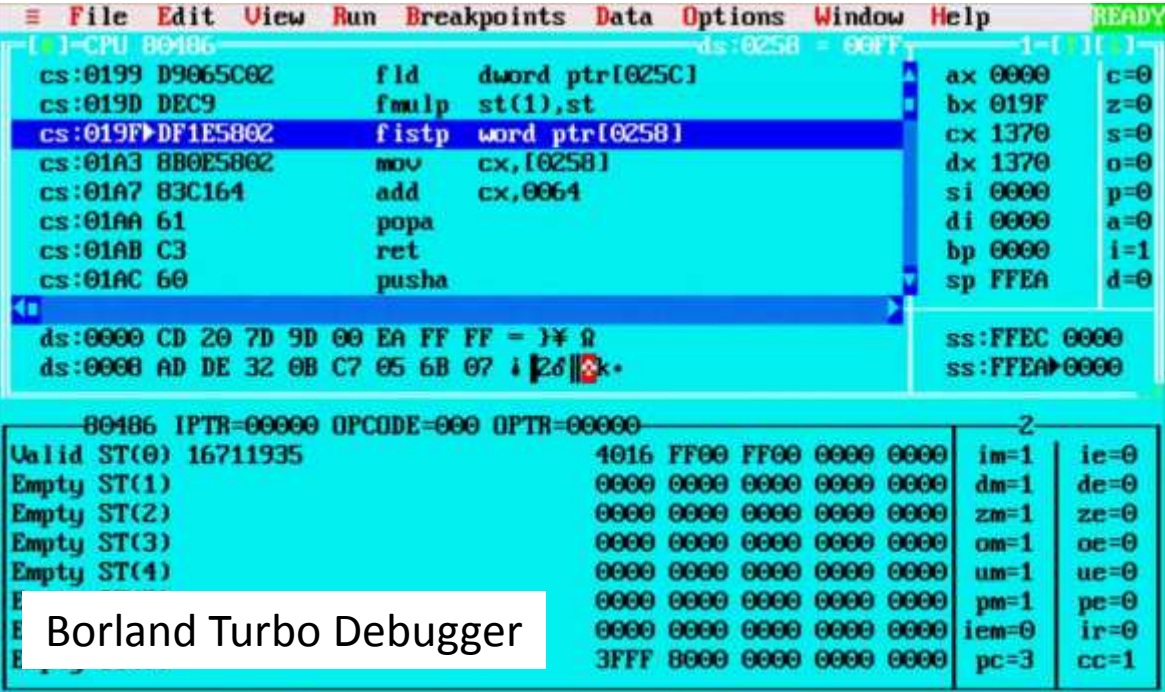 ≡ File Edit View Run Breakpoints Data Options Window Help READY
[■]=CPU 80486 ds:0258 = 00FF 1=[↑][↓]
cs:0199 D9065C02 fld dword ptr[025C] ax 0000 c=0
cs:019D DEC9 fmulp st(1),st bx 019F z=0
cs:019F►DF1E5802 fistp word ptr[0258] cx 1370 s=0
cs:01A3 8B0E5802 mov cx,[0258] dx 1370 o=0
cs:01A7 83C164 add cx,0064 si 0000 p=0
cs:01AA 61 popa di 0000 a=0
cs:01AB C3 ret bp 0000 i=1
cs:01AC 60 pusha sp FFEA d=0
ds:0000 CD 20 7D 9D 00 EA FF FF = }¥ Ω ss:FFEC 0000
ds:0008 AD DE 32 0B C7 05 6B 07 ss:FFEA►0000
80486 IPTR=00000 OPCODE=000 OPTR=00000 2
Valid ST(0) 16711935 4016 FF00 FF00 0000 0000 im=1 ie=0
Empty ST(1) 0000 0000 0000 0000 0000 dm=1 de=0
Empty ST(2) 0000 0000 0000 0000 0000 zm=1 ze=0
Empty ST(3) 0000 0000 0000 0000 0000 om=1 oe=0
Empty ST(4) 0000 0000 0000 0000 0000 um=1 ue=0
0000 0000 0000 0000 0000 pm=1 pe=0
Borland Turbo Debugger 0000 0000 0000 0000 0000 iem=0 ir=0
3FFF 8000 0000 0000 0000 pc=3 cc=1